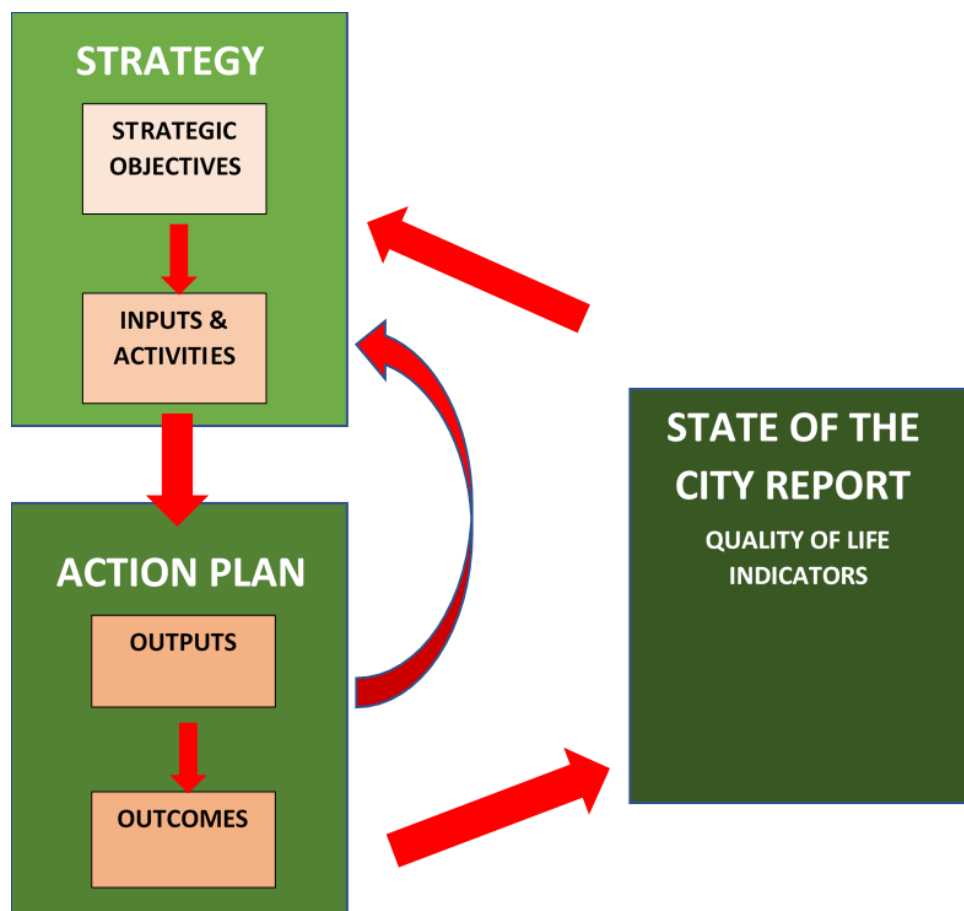 STRATEGY
STRATEGIC
OBJECTIVES
INPUTS &
ACTIVITIES
ACTION PLAN
OUTPUTS
OUTCOMES
STATE OF THE
CITY REPORT
QUALITY OF LIFE
INDICATORS